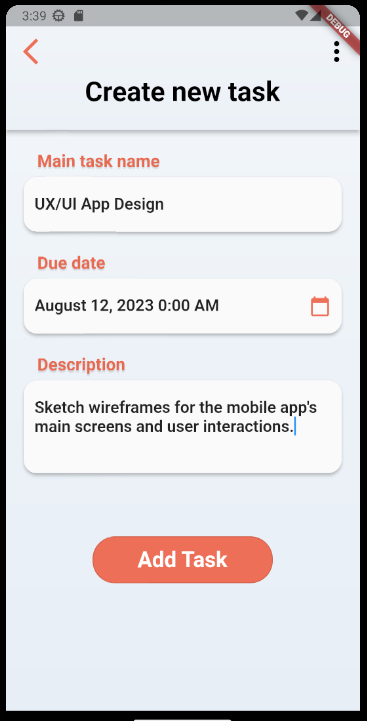 3:39
DEBUG
Create new task
Main task name
UX/UI App Design
Due date
August 12, 2023 0:00 AM
Description
Sketch wireframes for the mobile app's
main screens and user interactions.
Add Task